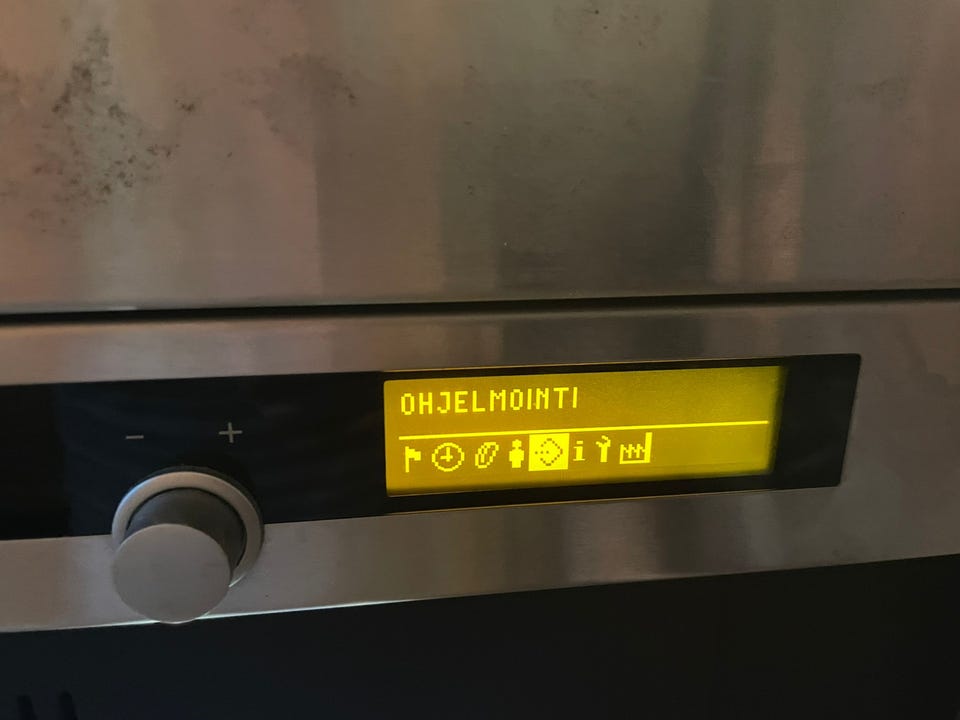 - +
OHJELMOINTI